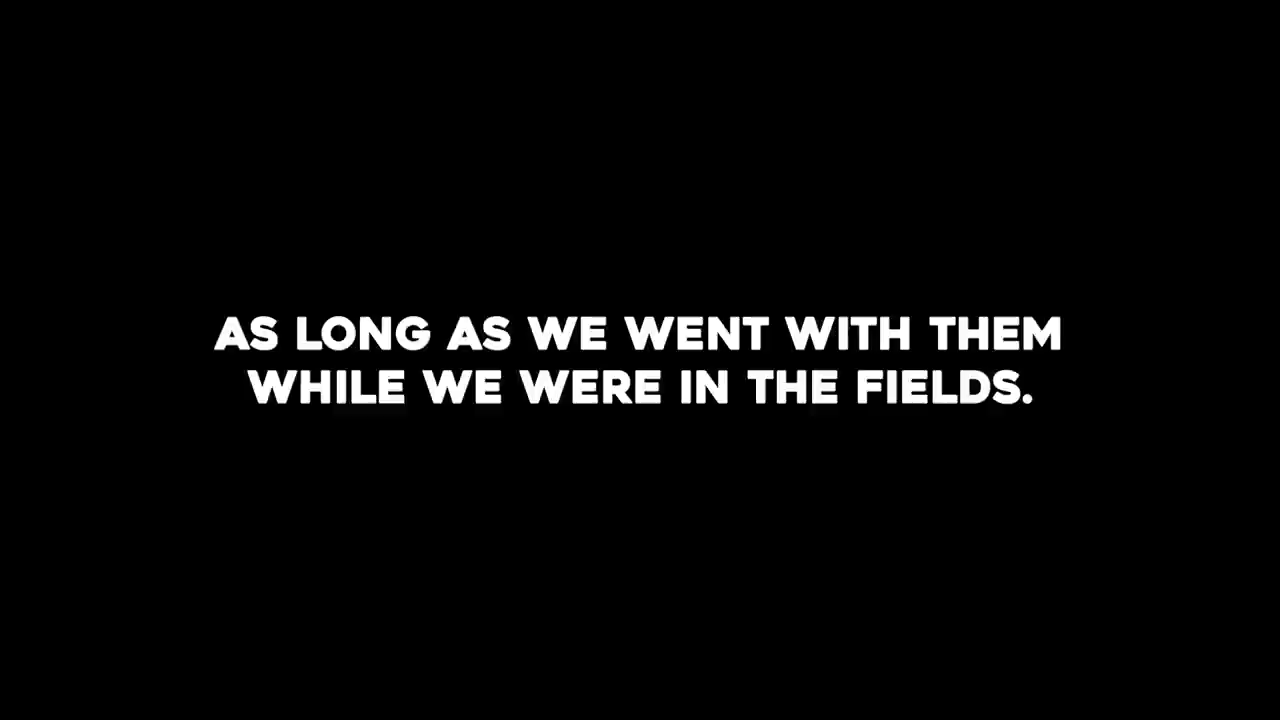 AS LONG AS WE WENT WITH THEM
WHILE WE WERE IN THE FIELDS.